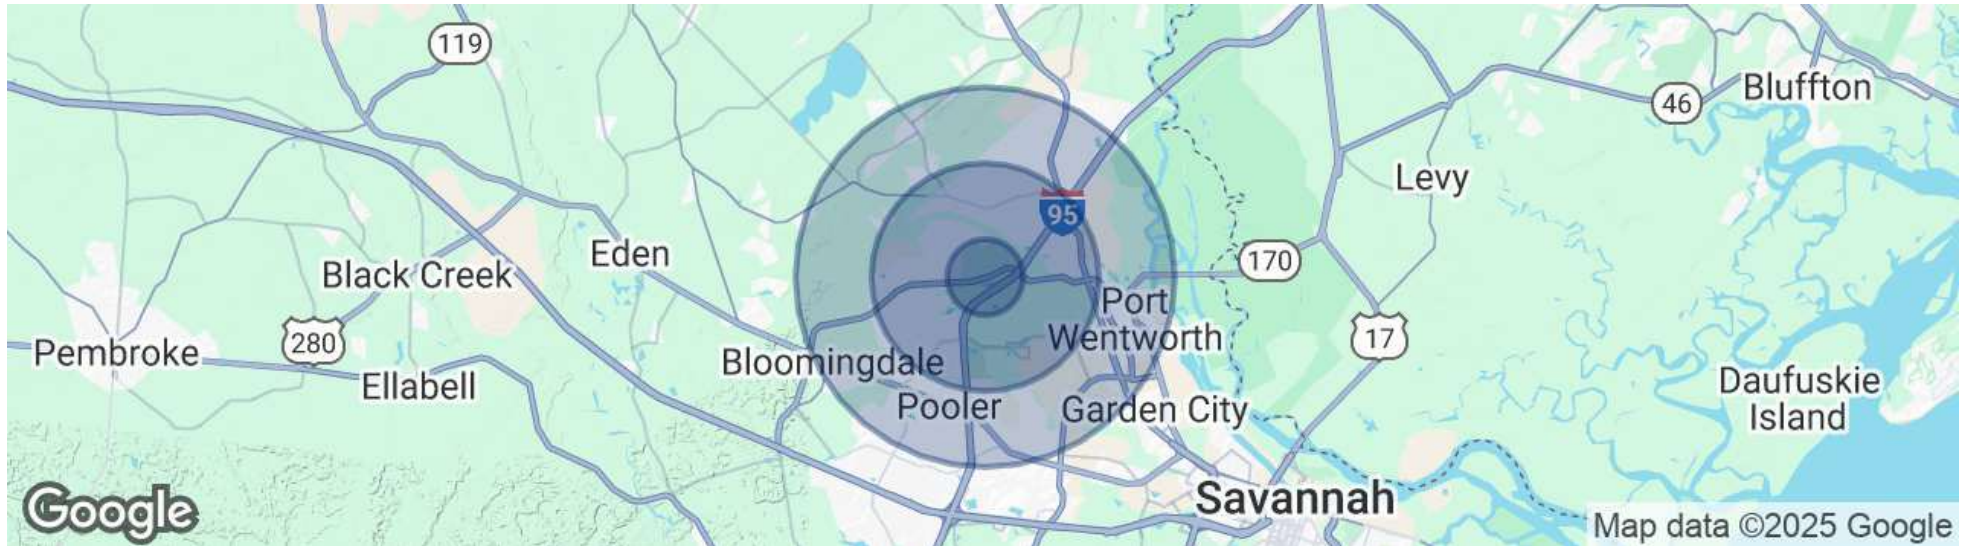 119
Bluffton
46
Levy
95
Eden
170
Black Creek
Port
Wentworth
280
17
Pembroke
Bloomingdale
Ellabell
Daufuskie
Island
Pooler
Garden City
Savannah
Google
Map data ©2025 Google